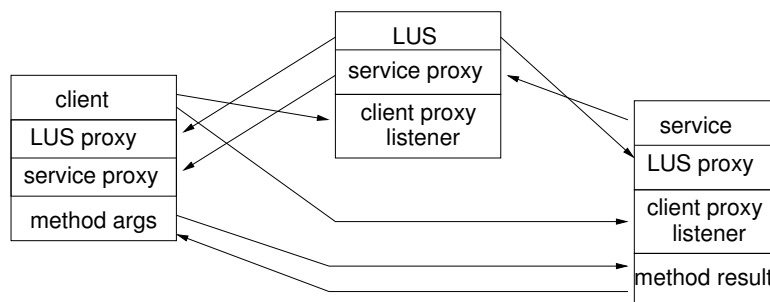 LUS
service proxy
client proxy
listener
client
LUS proxy
service proxy
method args
service
LUS proxy
client proxy
listener
method result